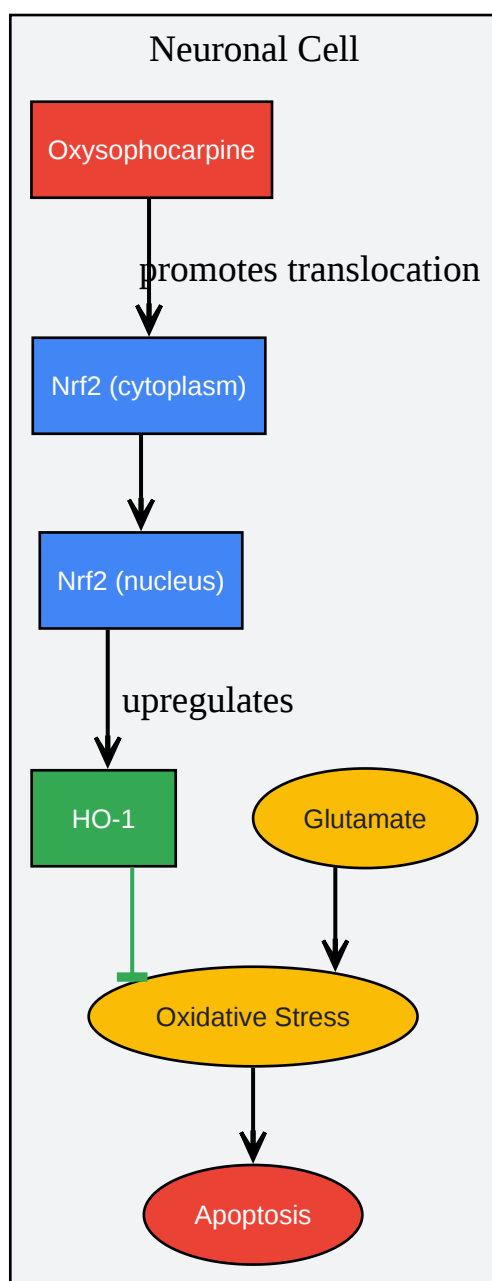 Neuronal Cell
Oxysophocarpine
promotes translocation
Nrf2 (cytoplasm)
Nrf2 (nucleus)
upregulates
HO-1
Glutamate
Oxidative Stress
Apoptosis